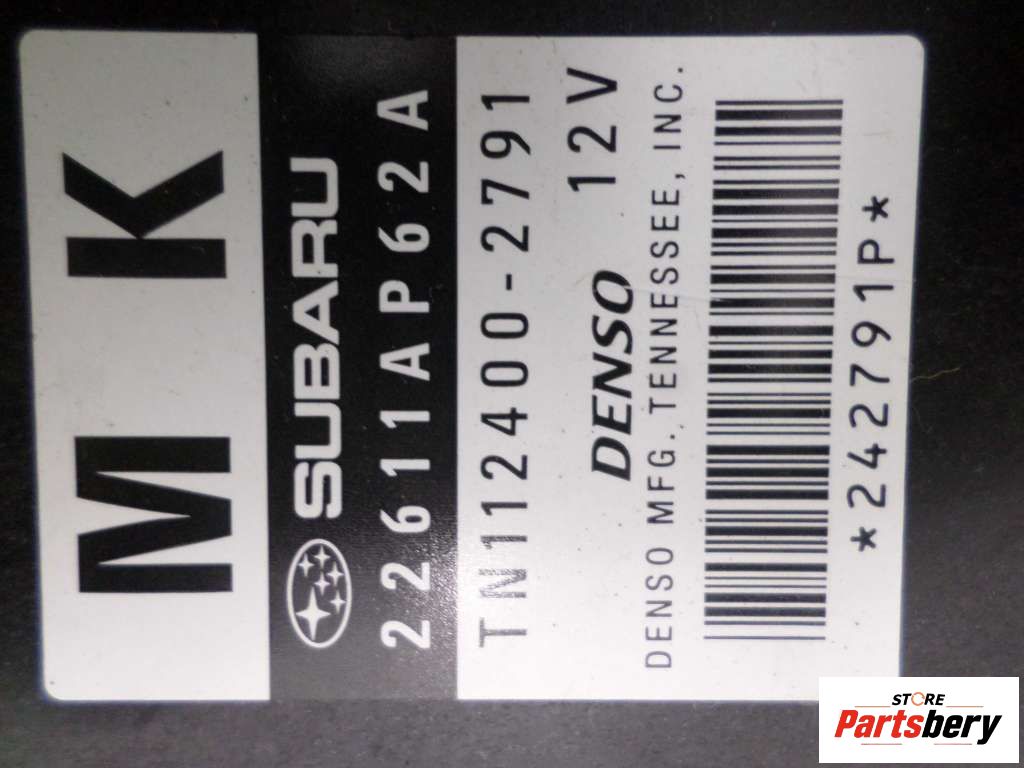 M K
SUBARU
22611AP62A
TN112400-2791
DENSO 12V
DENSO MFG. TENNESSEE, INC.
*242791P*
STORE
Partsbery